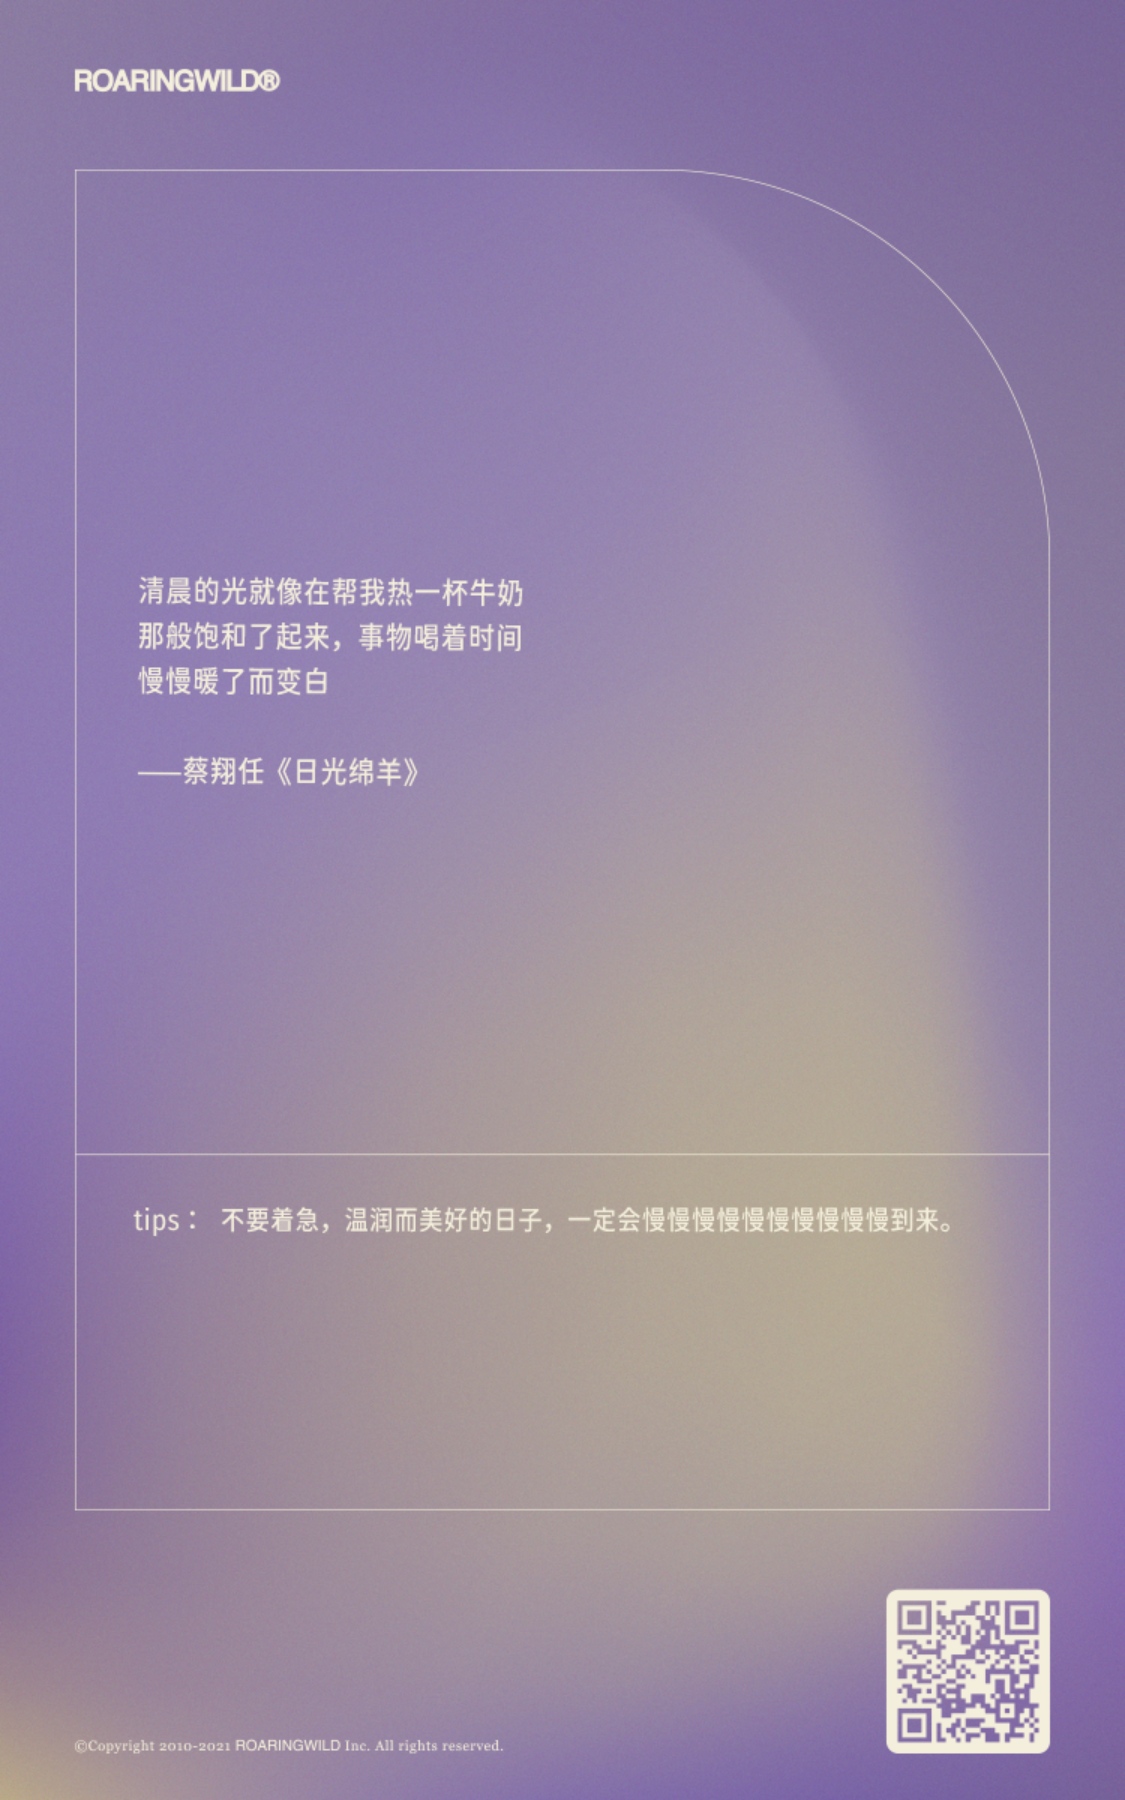 ROARINGWILD®
清晨的光就像在帮我热一杯牛奶
那般饱和了起来，事物喝着时间
慢慢暖了而变白
——蔡翔任《日光绵羊》
tips： 不要着急，温润而美好的日子，一定会慢慢慢慢慢慢慢慢慢慢到来。
©Copyright 2010-2021 ROARINGWILD Inc. All rights reserved.